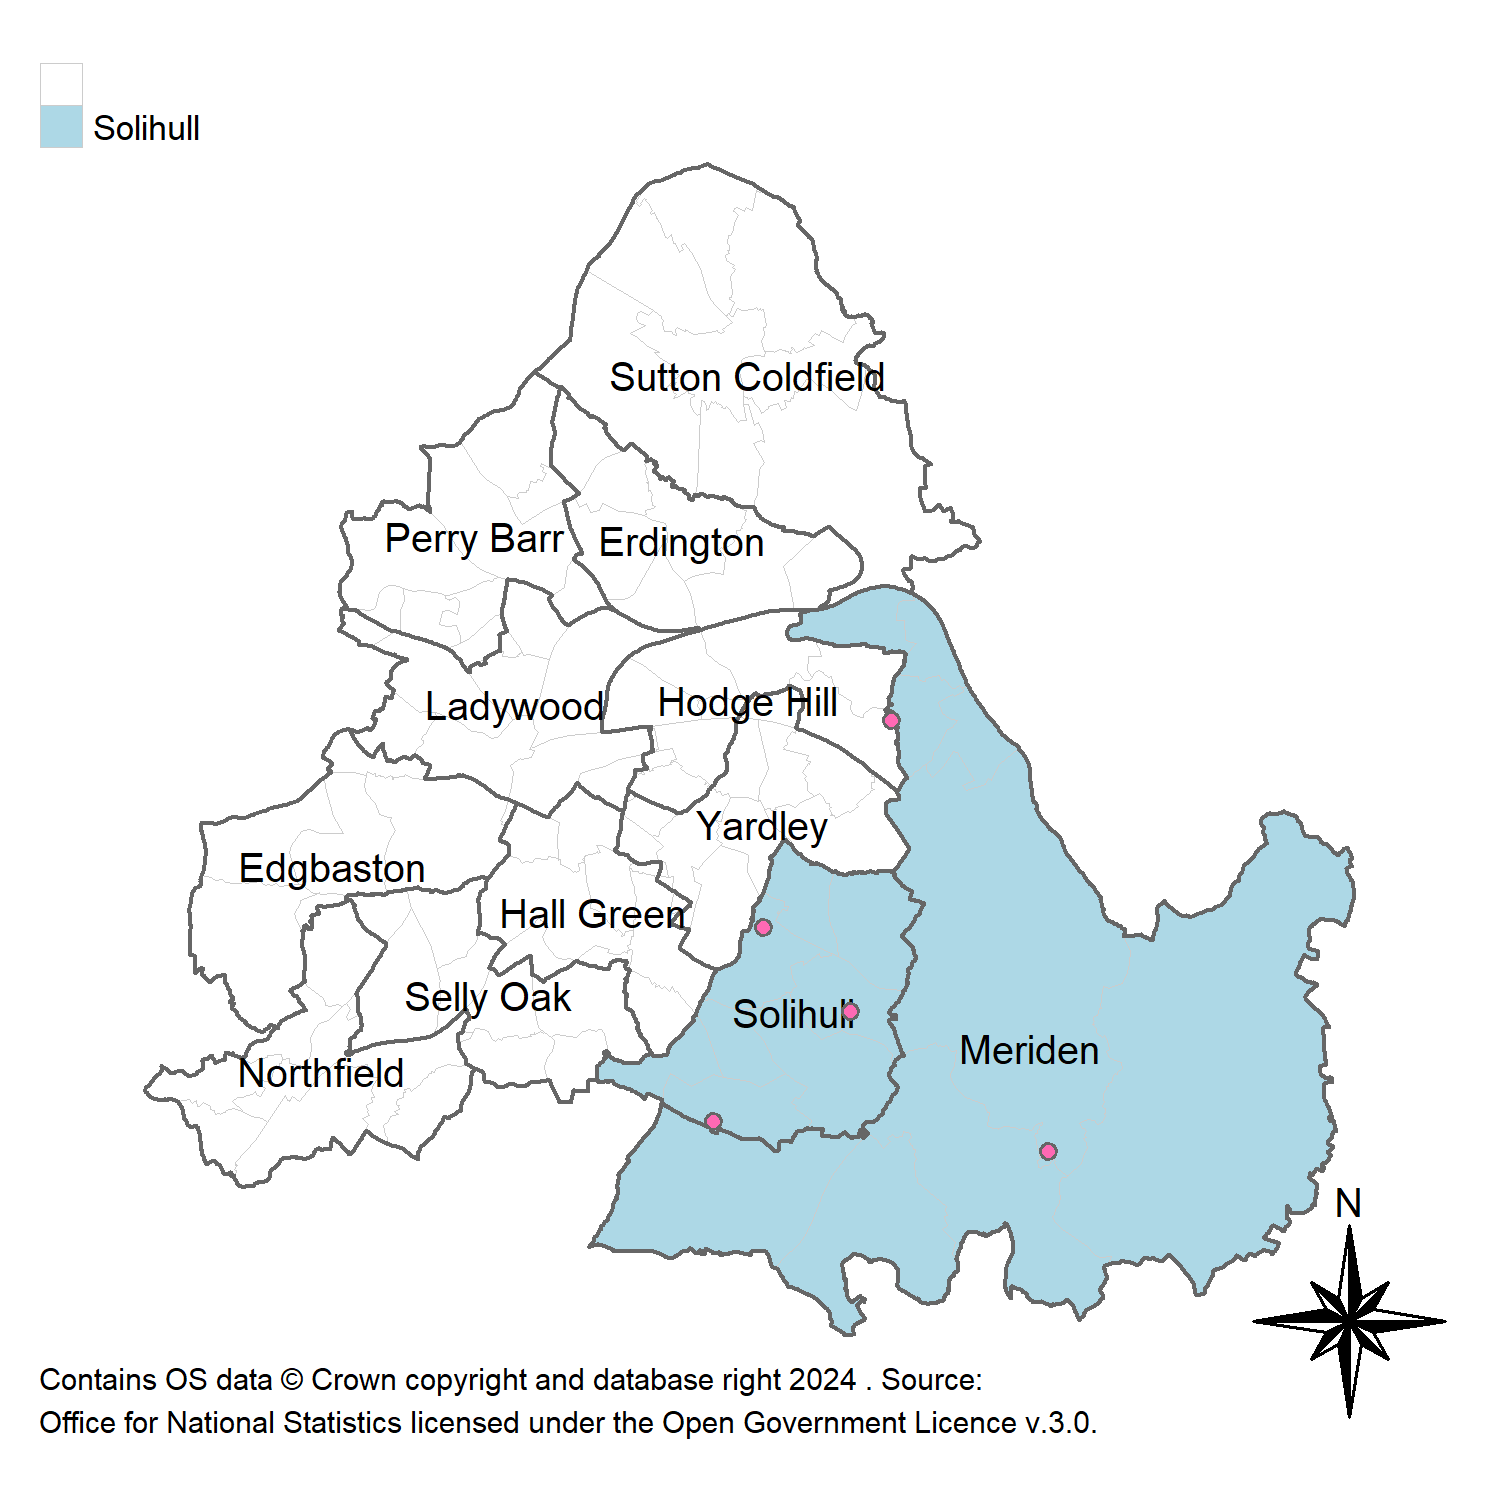 Solihull
Sutton Coldfield
Perry Barr
Erdington
Ladywood
Hodge Hill
Yardley
Edgbaston
Hall Green
Selly Oak
Solihull
Meriden
Northfield
N
Contains OS data © Crown copyright and database right 2024 . Source:
Office for National Statistics licensed under the Open Government Licence v.3.0.